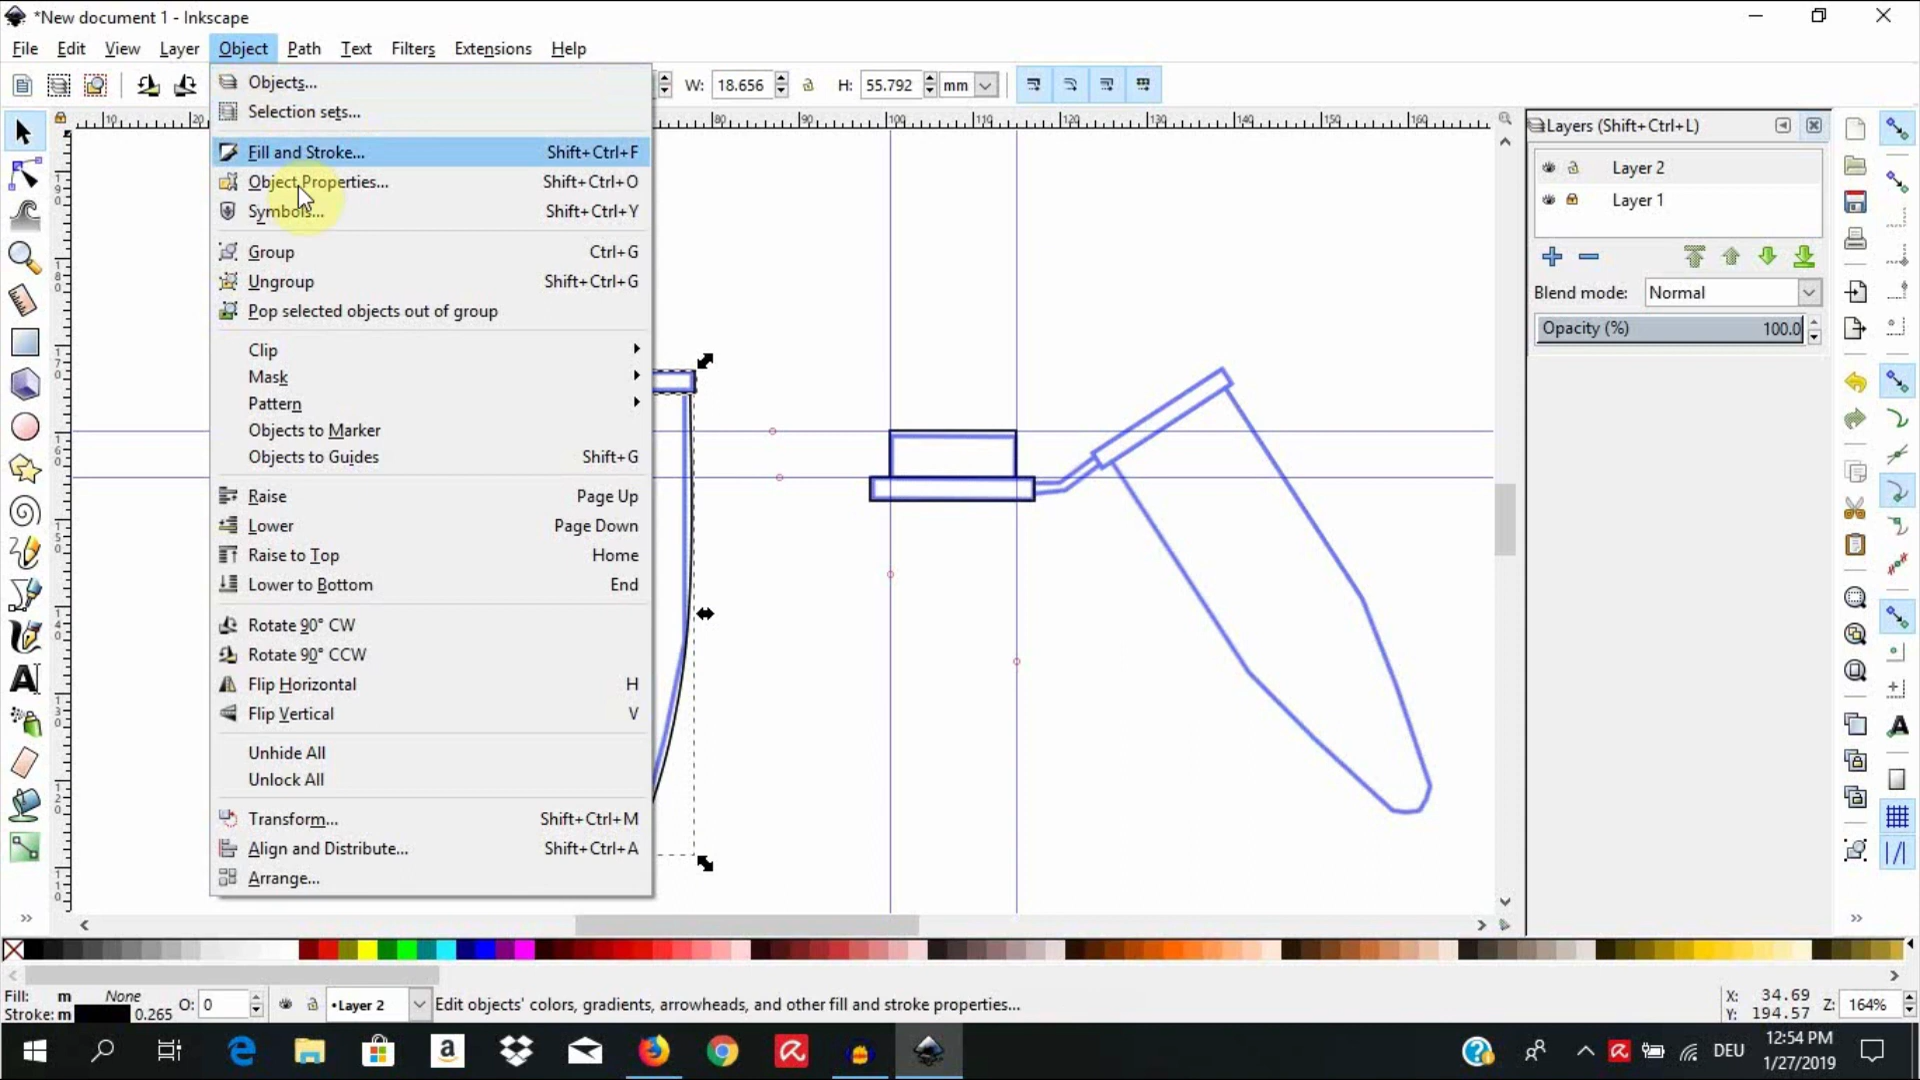 *New document 1 - Inkscape
File Edit View Layer Object Path Text Filters Extensions Help
W: 18.656 H: 55.792 mm
Objects...
Selection sets...
Fill and Stroke... Shift+Ctrl+F
Object Properties... Shift+Ctrl+O
Symbols... Shift+Ctrl+Y
Group Ctrl+G
Ungroup Shift+Ctrl+G
Pop selected objects out of group
Clip
Mask
Pattern
Objects to Marker
Objects to Guides Shift+G
Raise Page Up
Lower Page Down
Raise to Top Home
Lower to Bottom End
Rotate 90° CW
Rotate 90° CCW
Flip Horizontal H
Flip Vertical V
Unhide All
Unlock All
Transform... Shift+Ctrl+M
Align and Distribute... Shift+Ctrl+A
Arrange...
Layers (Shift+Ctrl+L)
Layer 2
Layer 1
Blend mode: Normal
Opacity (%) 100.0
Fill: m None
Stroke: m 0.265
O: 0
•Layer 2
Edit objects' colors, gradients, arrowheads, and other fill and stroke properties...
X: 34.69
Y: 194.57
Z: 164%
DEU
12:54 PM
1/27/2019